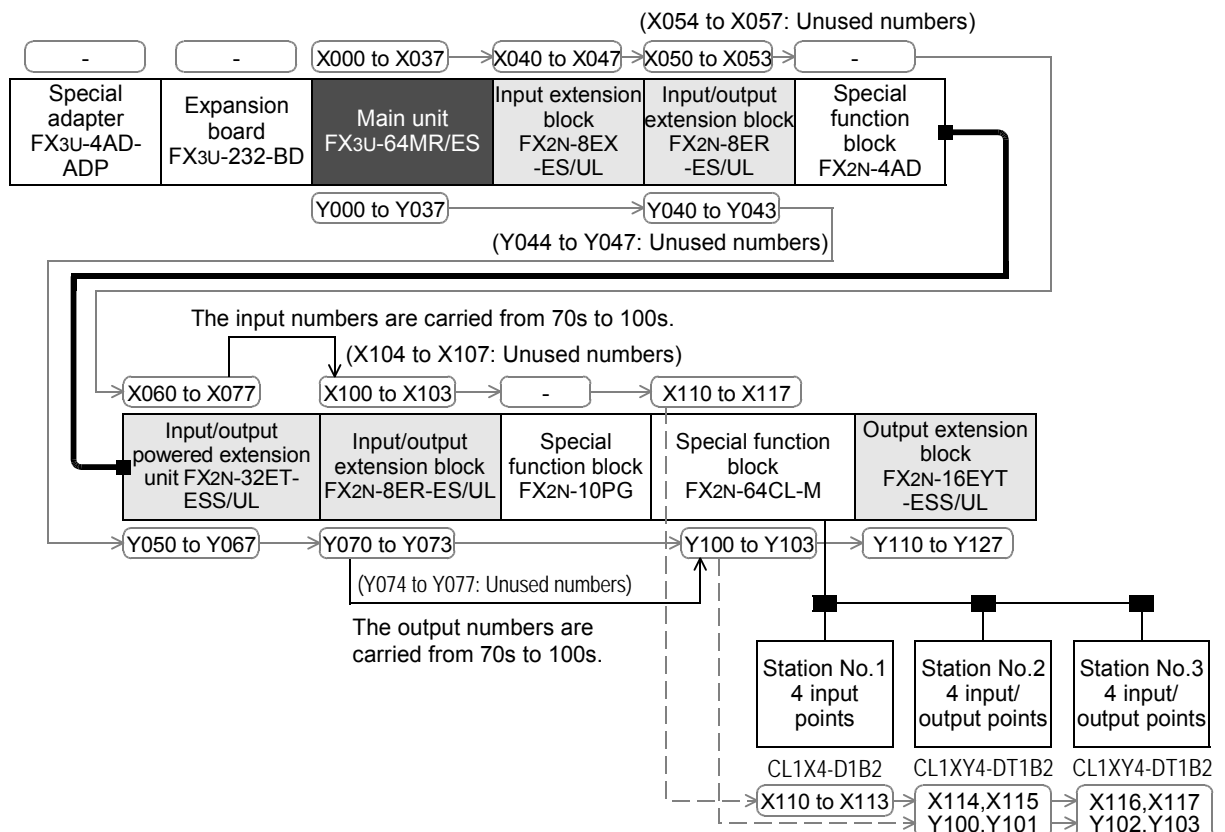 (X054 to X057: Unused numbers)
-
-
X000 to X037
X040 to X047
X050 to X053
-
Special
adapter
FX3U-4AD-
ADP
Expansion
board
FX3U-232-BD
Main unit
FX3U-64MR/ES
Input extension
block
FX2N-8EX
-ES/UL
Input/output
extension block
FX2N-8ER
-ES/UL
Special
function
block
FX2N-4AD
Y000 to Y037
Y040 to Y043
(Y044 to Y047: Unused numbers)
The input numbers are carried from 70s to 100s.
(X104 to X107: Unused numbers)
X060 to X077
X100 to X103
-
X110 to X117
Input/output
powered extension
unit FX2N-32ET-
ESS/UL
Input/output
extension block
FX2N-8ER-ES/UL
Special
function block
FX2N-10PG
Special function
block
FX2N-64CL-M
Output extension
block
FX2N-16EYT
-ESS/UL
Y050 to Y067
Y070 to Y073
Y100 to Y103
Y110 to Y127
(Y074 to Y077: Unused numbers)
The output numbers are
carried from 70s to 100s.
Station No.1
4 input
points
Station No.2
4 input/
output points
Station No.3
4 input/
output points
CL1X4-D1B2
CL1XY4-DT1B2
CL1XY4-DT1B2
X110 to X113
X114,X115
Y100,Y101
X116,X117
Y102,Y103